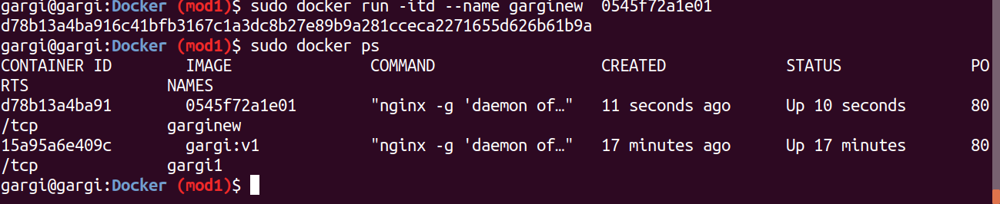 gargi@gargi:Docker (mod1)$ sudo docker run -itd --name garginew  0545f72a1e01
d78b13a4ba916c41bfb3167c1a3dc8b27e89b9a281cceca2271655d626b61b9a
gargi@gargi:Docker (mod1)$ sudo docker ps
CONTAINER ID        IMAGE               COMMAND                  CREATED             STATUS              PO
RTS               NAMES
d78b13a4ba91        0545f72a1e01        "nginx -g 'daemon of…"   11 seconds ago      Up 10 seconds       80
/tcp              garginew
15a95a6e409c        gargi:v1            "nginx -g 'daemon of…"   17 minutes ago      Up 17 minutes       80
/tcp              gargi1
gargi@gargi:Docker (mod1)$